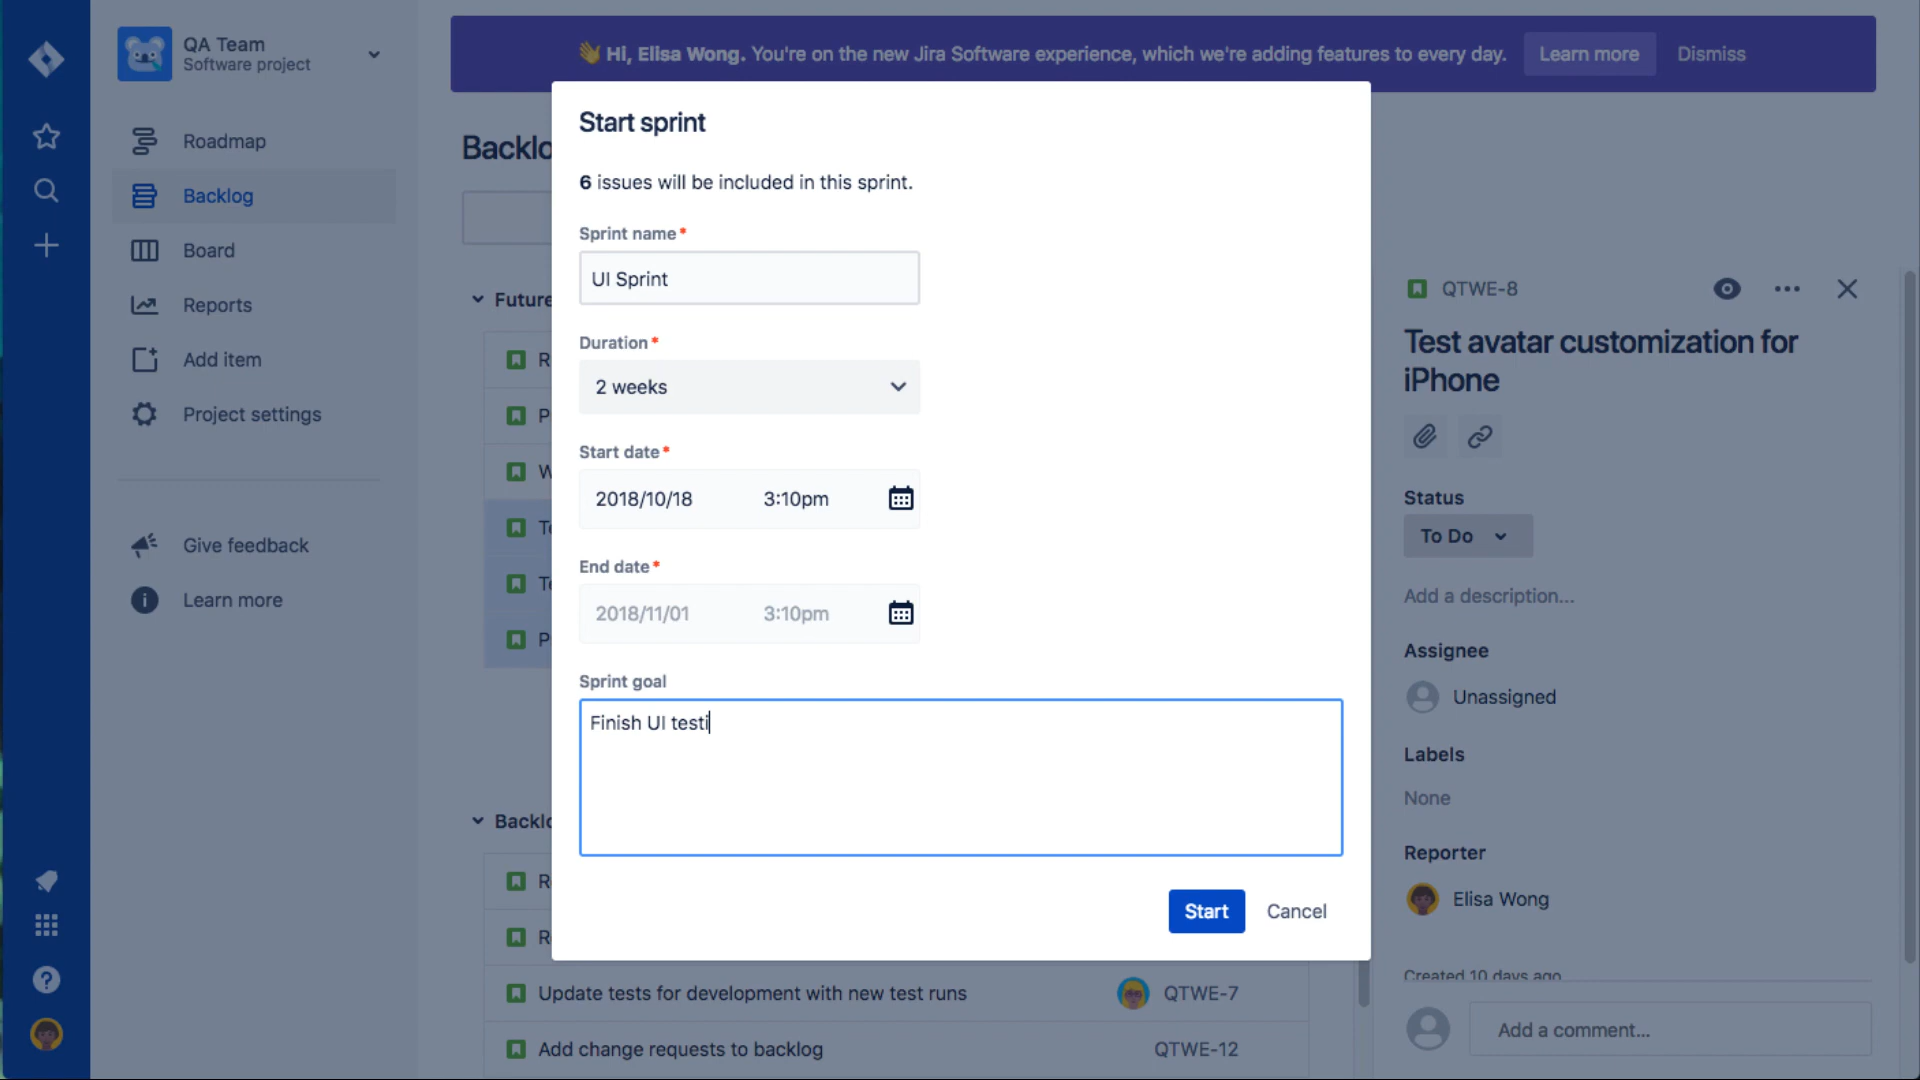 QA Team
Software project
Roadmap
Backlog
Board
Reports
Add item
Project settings
Give feedback
Learn more
👋 Hi, Elisa Wong. You're on the new Jira Software experience, which we're adding features to every day.
Learn more
Dismiss
Backlo
Future
R
P
W
Te
Te
P
Backlo
R
R
Update tests for development with new test runs
QTWE-7
Add change requests to backlog
QTWE-12
Start sprint
6 issues will be included in this sprint.
Sprint name*
UI Sprint
Duration*
2 weeks
Start date*
2018/10/18 3:10pm
End date*
2018/11/01 3:10pm
Sprint goal
Finish UI testi
Start
Cancel
QTWE-8
Test avatar customization for
iPhone
Status
To Do
Add a description...
Assignee
Unassigned
Labels
None
Reporter
Elisa Wong
Created 10 days ago
Add a comment...